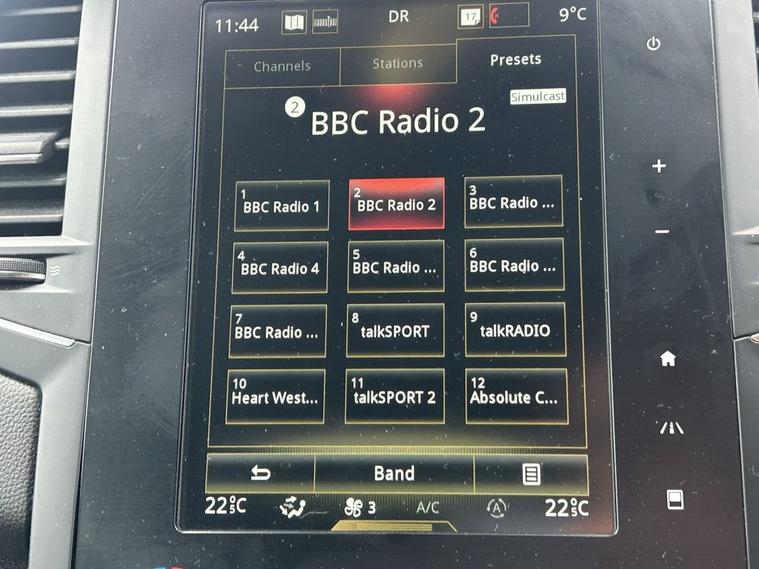 11:44 DR 17 9°C
Channels Stations Presets
Simulcast
2 BBC Radio 2
1 BBC Radio 1
2 BBC Radio 2
3 BBC Radio ...
4 BBC Radio 4
5 BBC Radio ...
6 BBC Radio ...
7 BBC Radio ...
8 talkSPORT
9 talkRADIO
10 Heart West...
11 talkSPORT 2
12 Absolute C...
Band
22°C 3 A/C A 22°C